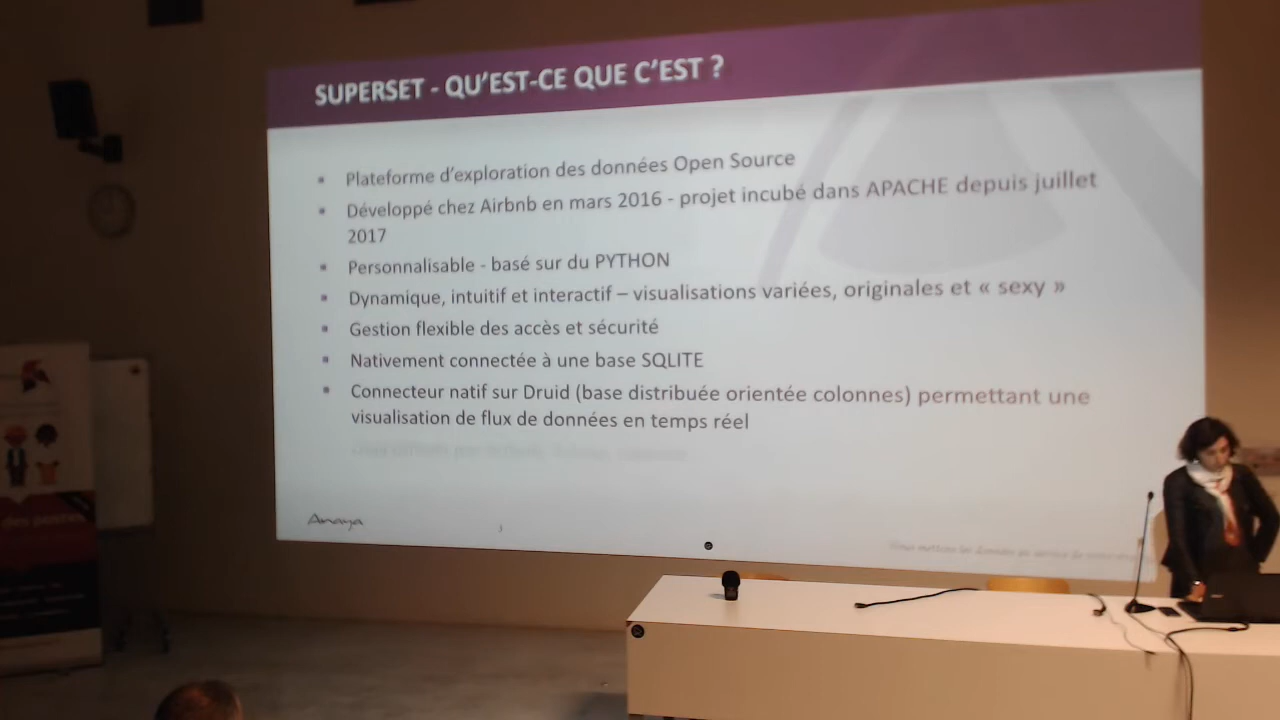 SUPERSET - QU'EST-CE QUE C'EST ?
▪ Plateforme d'exploration des données Open Source
▪ Développé chez Airbnb en mars 2016 - projet incubé dans APACHE depuis juillet
2017
▪ Personnalisable - basé sur du PYTHON
▪ Dynamique, intuitif et interactif – visualisations variées, originales et « sexy »
▪ Gestion flexible des accès et sécurité
▪ Nativement connectée à une base SQLITE
▪ Connecteur natif sur Druid (base distribuée orientée colonnes) permettant une
visualisation de flux de données en temps réel
Anaya